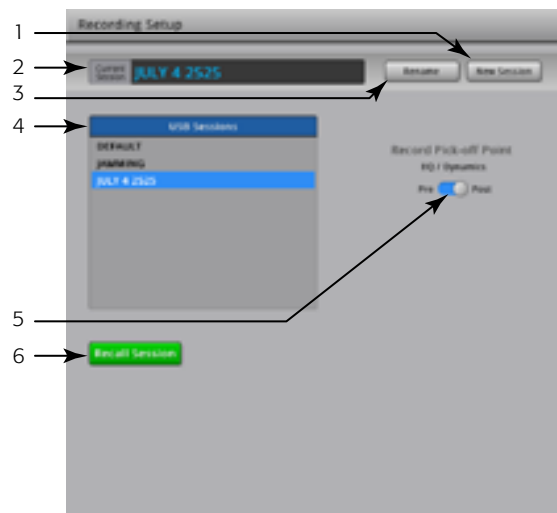 Recording Setup
1
2
Current Session
JULY 4 2525
Rename
New Session
3
4
USB Sessions
DEFAULT
JAMMING
JULY 4 2525
Record Pick-off Point
EQ / Dynamics
Pre
Post
5
6
Recall Session